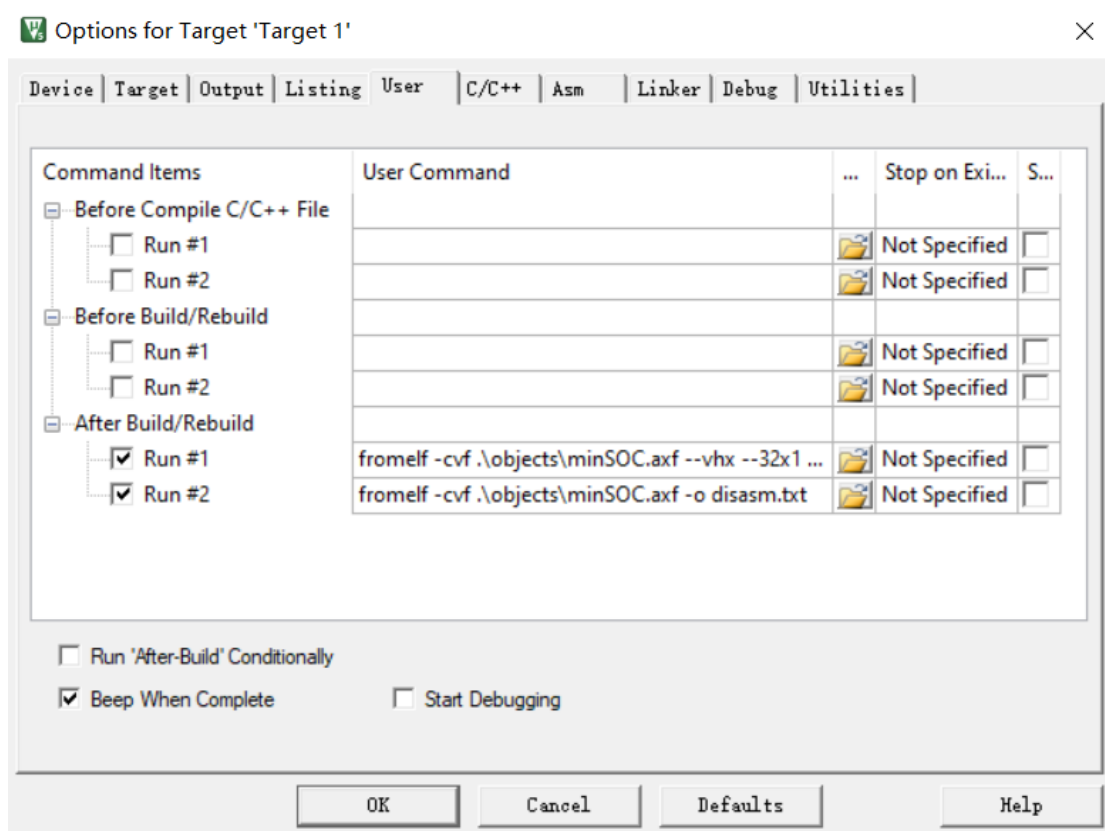 Options for Target 'Target 1'
Device Target Output Listing User C/C++ Asm Linker Debug Utilities
Command Items User Command ... Stop on Exi... S...
Before Compile C/C++ File
Run #1 Not Specified
Run #2 Not Specified
Before Build/Rebuild
Run #1 Not Specified
Run #2 Not Specified
After Build/Rebuild
Run #1 fromelf -cvf .\objects\minSOC.axf --vhx --32x1 ... Not Specified
Run #2 fromelf -cvf .\objects\minSOC.axf -o disasm.txt Not Specified
Run 'After-Build' Conditionally
Beep When Complete Start Debugging
OK Cancel Defaults Help